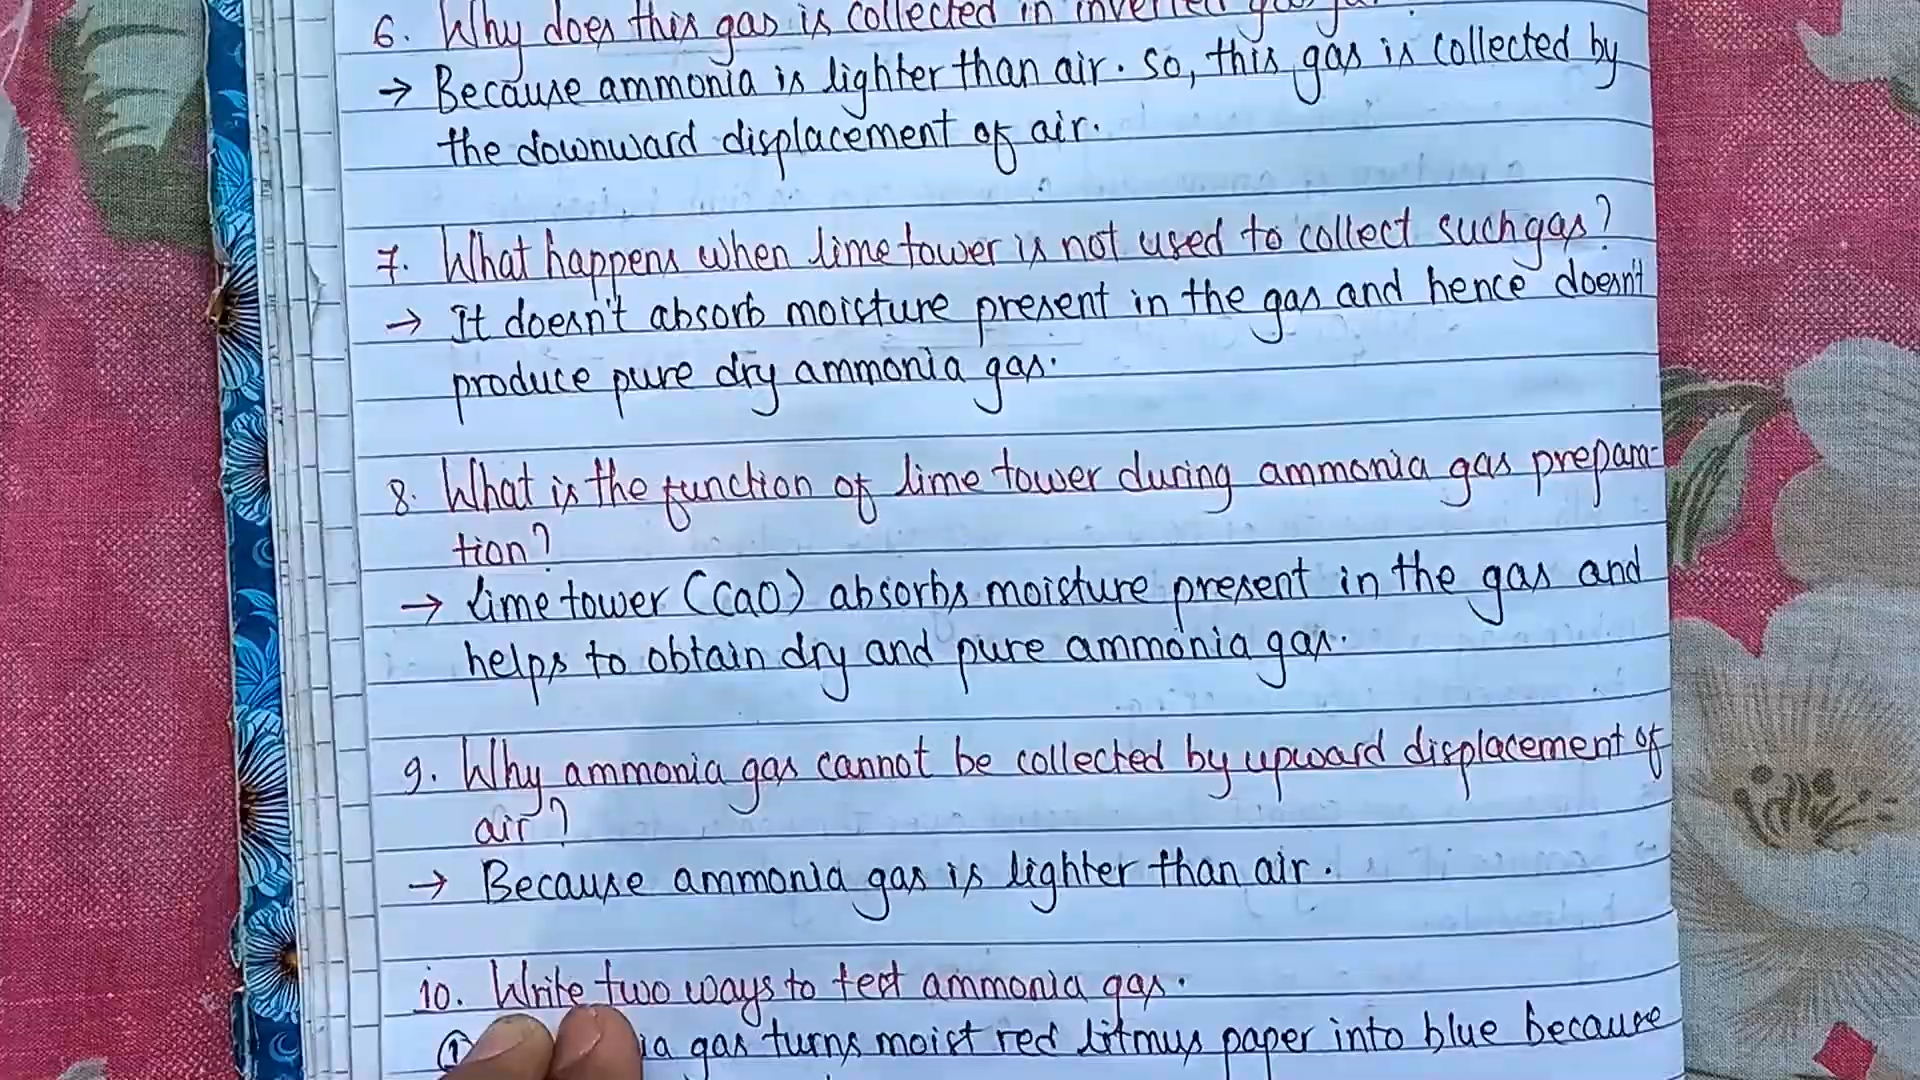 6. Why does this gas is collected in inverted gas jar?
→ Because ammonia is lighter than air. so, this gas is collected by
the downward displacement of air.
7. What happens when lime tower is not used to collect such gas?
→ It doesn't absorb moisture present in the gas and hence doesn't
produce pure dry ammonia gas.
8. What is the function of lime tower during ammonia gas prepara-
tion?
→ lime tower (CaO) absorbs moisture present in the gas and
helps to obtain dry and pure ammonia gas.
9. Why ammonia gas cannot be collected by upward displacement of
air?
→ Because ammonia gas is lighter than air.
10. Write two ways to test ammonia gas.
① gas turns moist red litmus paper into blue because